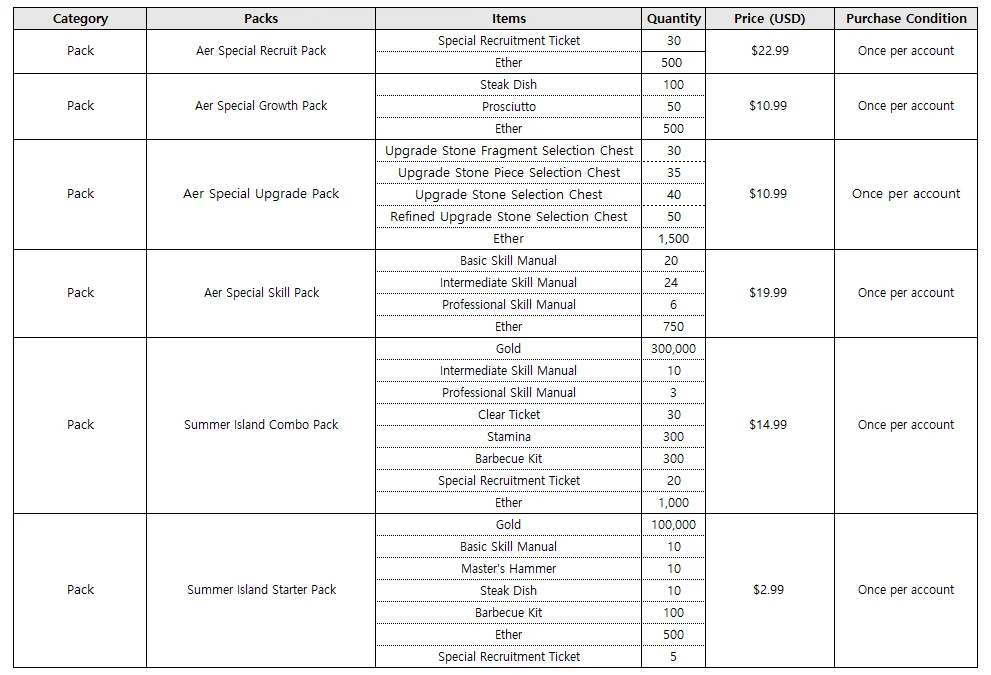 Category Packs Items Quantity Price (USD) Purchase Condition
Pack Aer Special Recruit Pack Special Recruitment Ticket 30 $22.99 Once per account
Ether 500
Pack Aer Special Growth Pack Steak Dish 100 $10.99 Once per account
Prosciutto 50
Ether 500
Pack Aer Special Upgrade Pack Upgrade Stone Fragment Selection Chest 30 $10.99 Once per account
Upgrade Stone Piece Selection Chest 35
Upgrade Stone Selection Chest 40
Refined Upgrade Stone Selection Chest 50
Ether 1,500
Pack Aer Special Skill Pack Basic Skill Manual 20 $19.99 Once per account
Intermediate Skill Manual 24
Professional Skill Manual 6
Ether 750
Pack Summer Island Combo Pack Gold 300,000 $14.99 Once per account
Intermediate Skill Manual 10
Professional Skill Manual 3
Clear Ticket 30
Stamina 300
Barbecue Kit 300
Special Recruitment Ticket 20
Ether 1,000
Pack Summer Island Starter Pack Gold 100,000 $2.99 Once per account
Basic Skill Manual 10
Master's Hammer 10
Steak Dish 10
Barbecue Kit 100
Ether 500
Special Recruitment Ticket 5